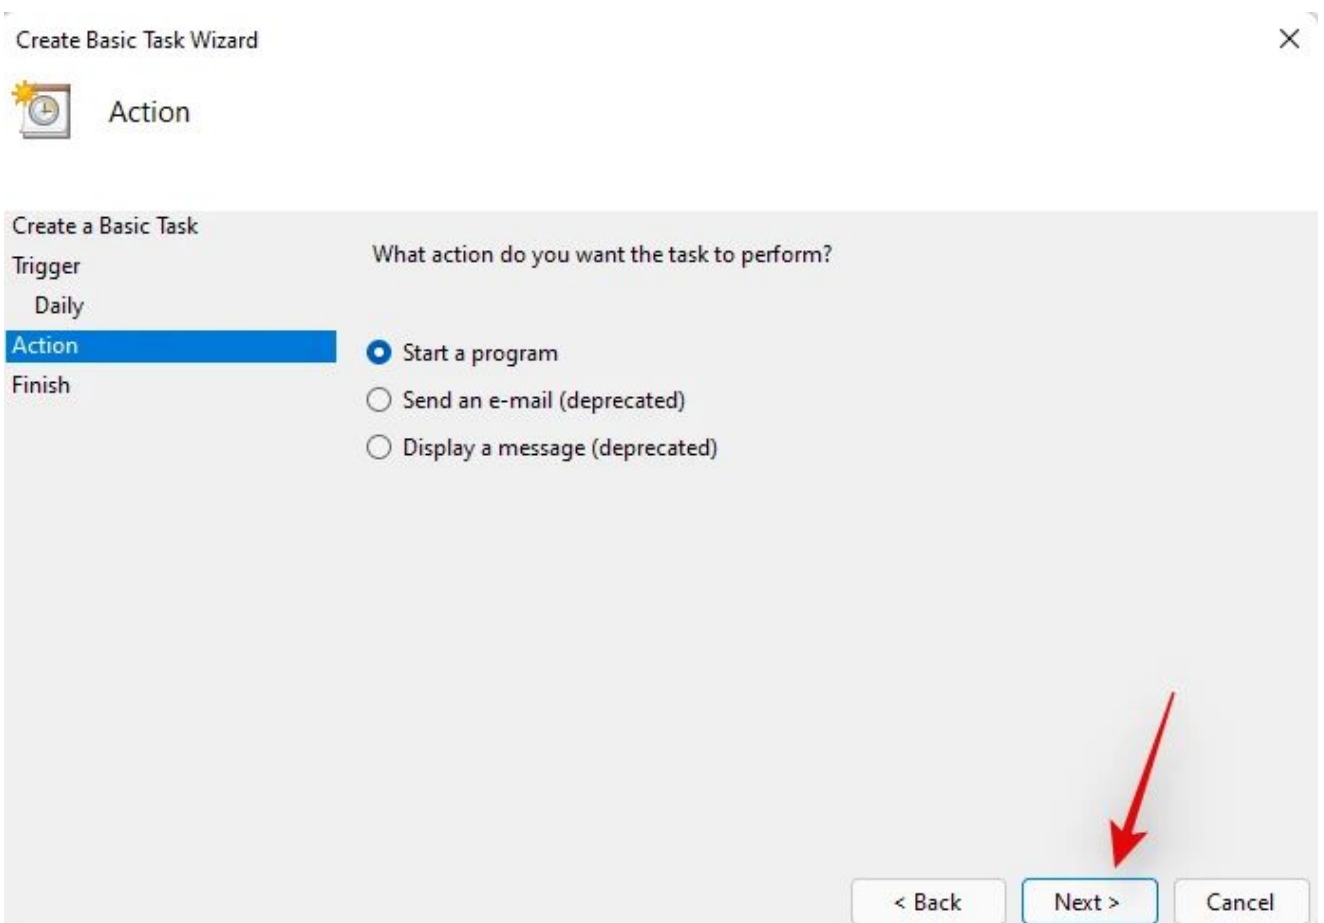 Create Basic Task Wizard
Action
Create a Basic Task
Trigger
Daily
Action
Finish
What action do you want the task to perform?
Start a program
Send an e-mail (deprecated)
Display a message (deprecated)
< Back
Next >
Cancel